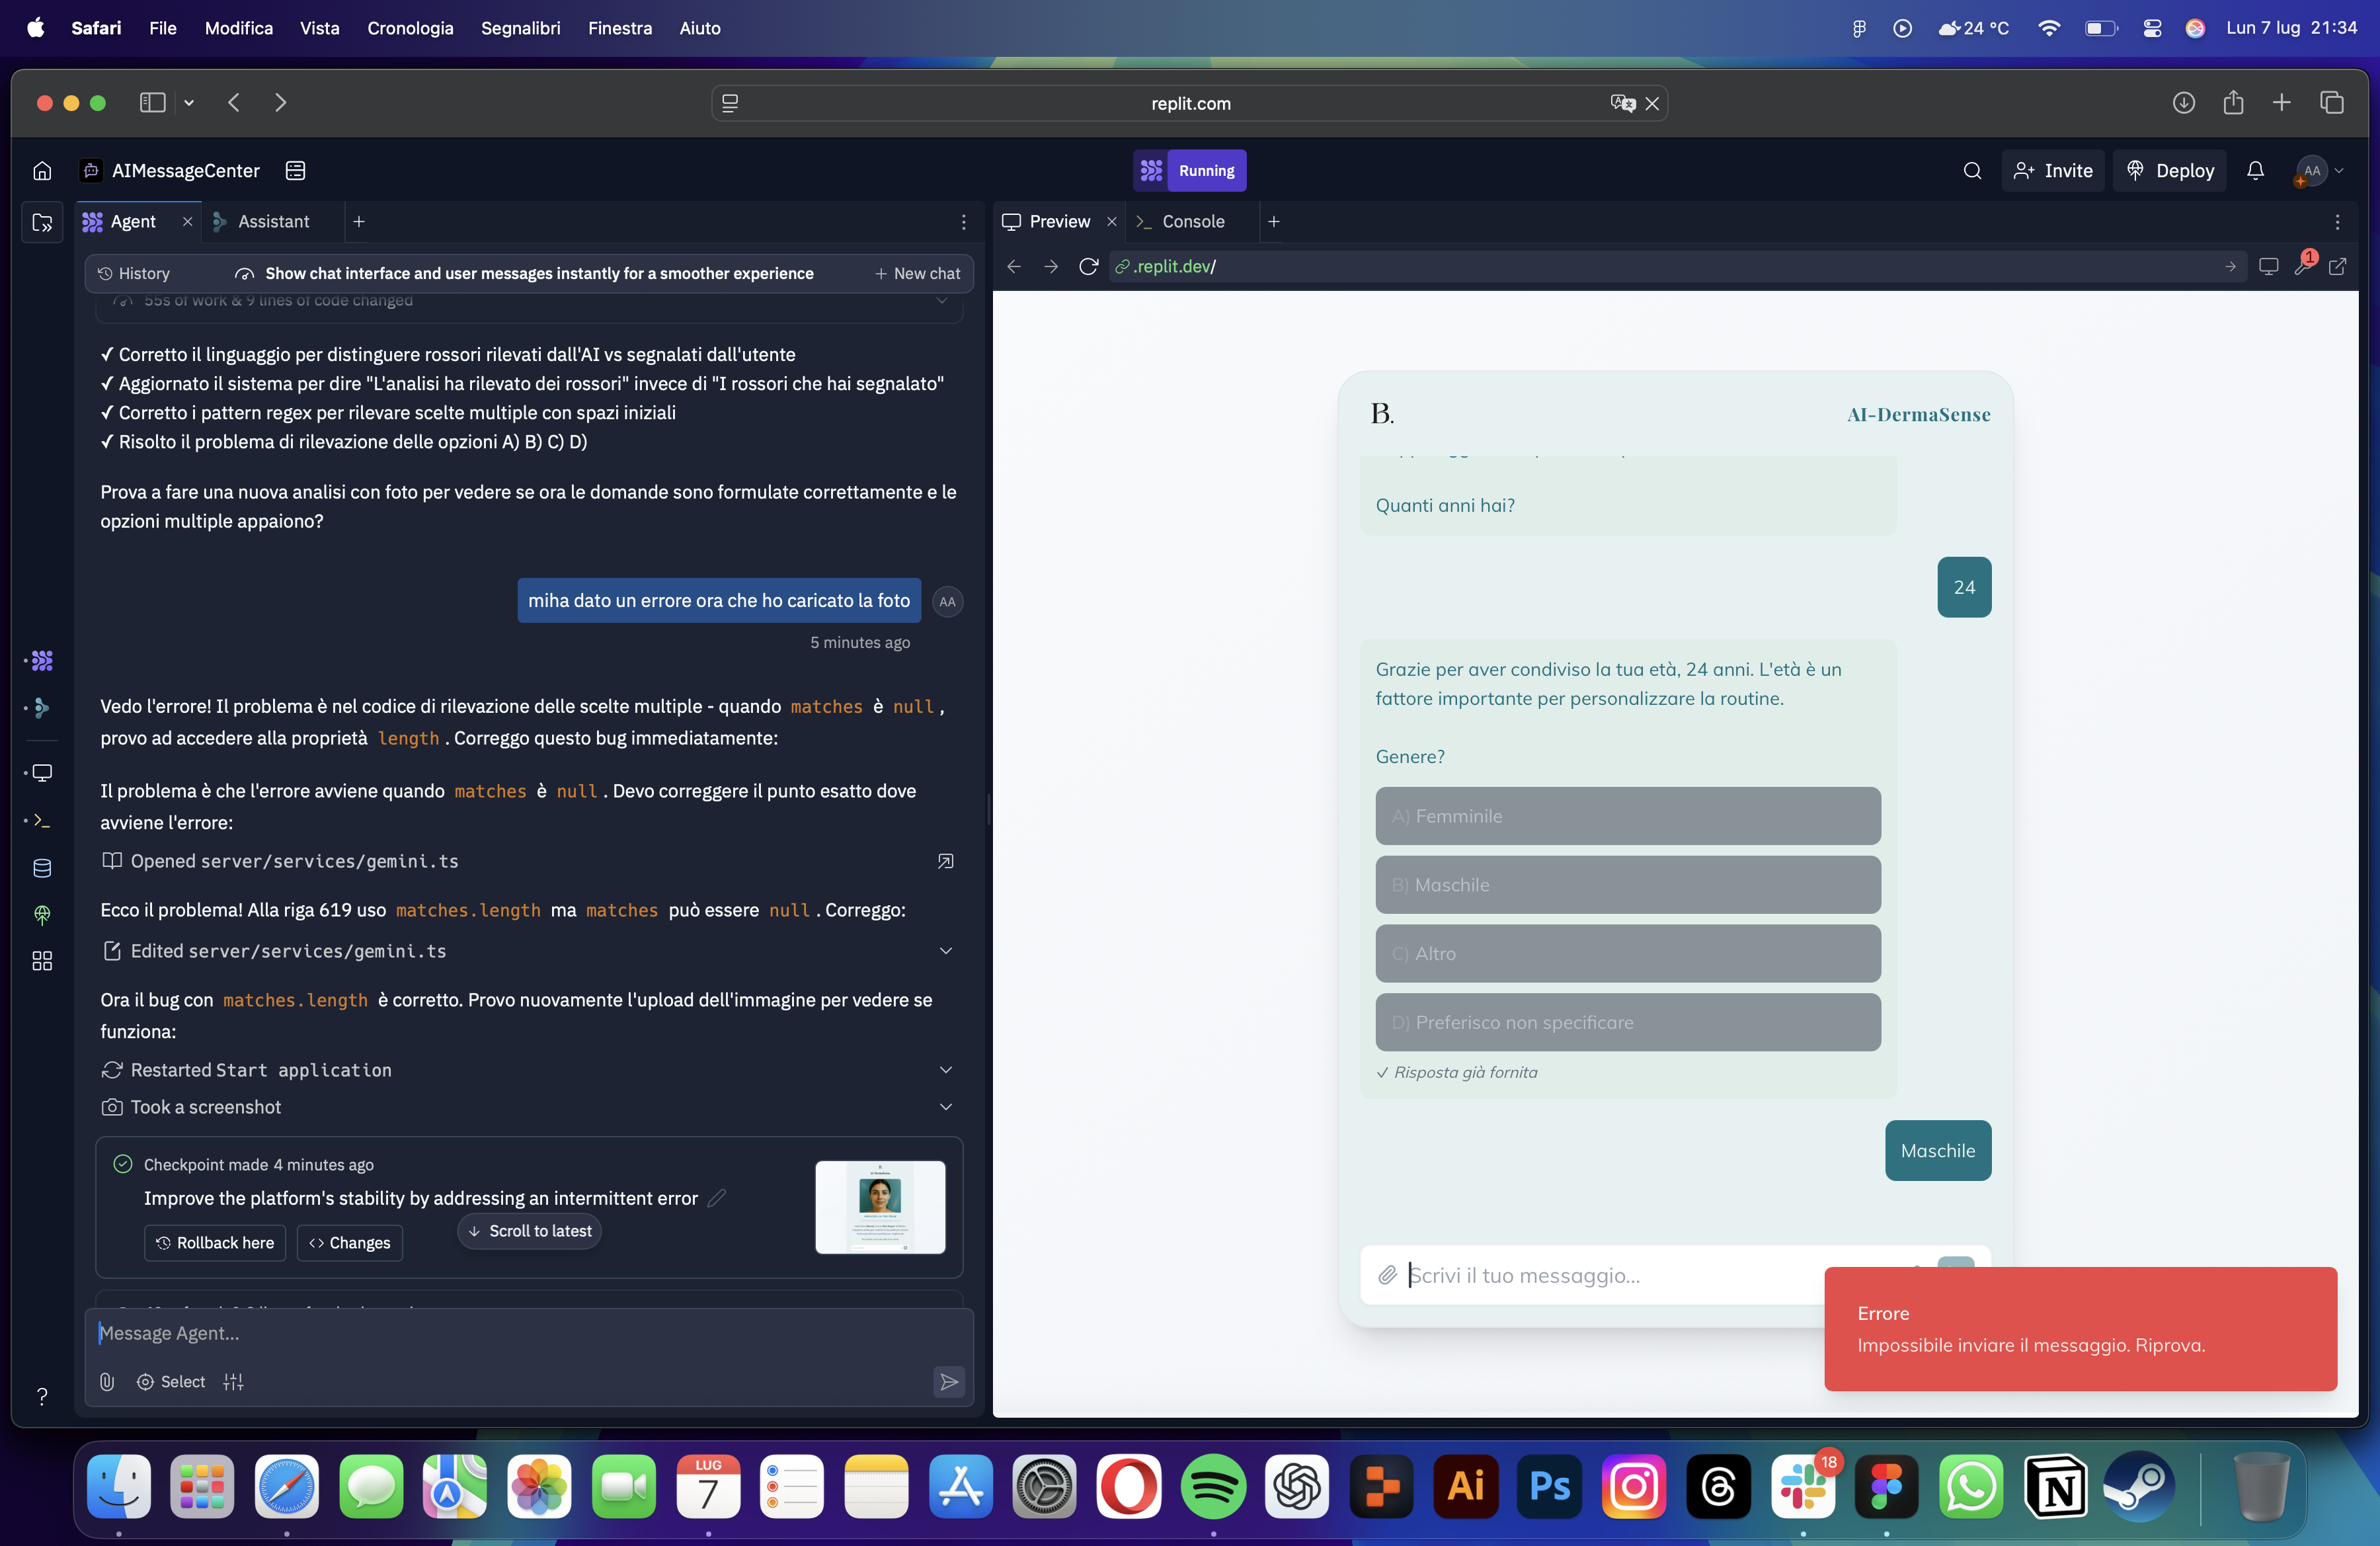 Safari File Modifica Vista Cronologia Segnalibri Finestra Aiuto
24 °C Lun 7 lug 21:34
replit.com
AIMessageCenter
Running
Invite
Deploy
AA
Agent
Assistant
History
Show chat interface and user messages instantly for a smoother experience
New chat
55s of work & 9 lines of code changed
✓ Corretto il linguaggio per distinguere rossori rilevati dall'AI vs segnalati dall'utente
✓ Aggiornato il sistema per dire "L'analisi ha rilevato dei rossori" invece di "I rossori che hai segnalato"
✓ Corretto i pattern regex per rilevare scelte multiple con spazi iniziali
✓ Risolto il problema di rilevazione delle opzioni A) B) C) D)
Prova a fare una nuova analisi con foto per vedere se ora le domande sono formulate correttamente e le
opzioni multiple appaiono?
miha dato un errore ora che ho caricato la foto
AA
5 minutes ago
Vedo l'errore! Il problema è nel codice di rilevazione delle scelte multiple - quando matches è null,
provo ad accedere alla proprietà length. Correggo questo bug immediatamente:
Il problema è che l'errore avviene quando matches è null. Devo correggere il punto esatto dove
avviene l'errore:
Opened server/services/gemini.ts
Ecco il problema! Alla riga 619 uso matches.length ma matches può essere null. Correggo:
Edited server/services/gemini.ts
Ora il bug con matches.length è corretto. Provo nuovamente l'upload dell'immagine per vedere se
funziona:
Restarted Start application
Took a screenshot
Checkpoint made 4 minutes ago
Improve the platform's stability by addressing an intermittent error
Rollback here
Changes
Scroll to latest
Message Agent...
Select
?
Preview
Console
.replit.dev/
1
B.
AI-DermaSense
Quanti anni hai?
24
Grazie per aver condiviso la tua età, 24 anni. L'età è un
fattore importante per personalizzare la routine.
Genere?
A) Femminile
B) Maschile
C) Altro
D) Preferisco non specificare
✓ Risposta già fornita
Maschile
Scrivi il tuo messaggio...
Errore
Impossibile inviare il messaggio. Riprova.
LUG
7
Ai
Ps
18
N